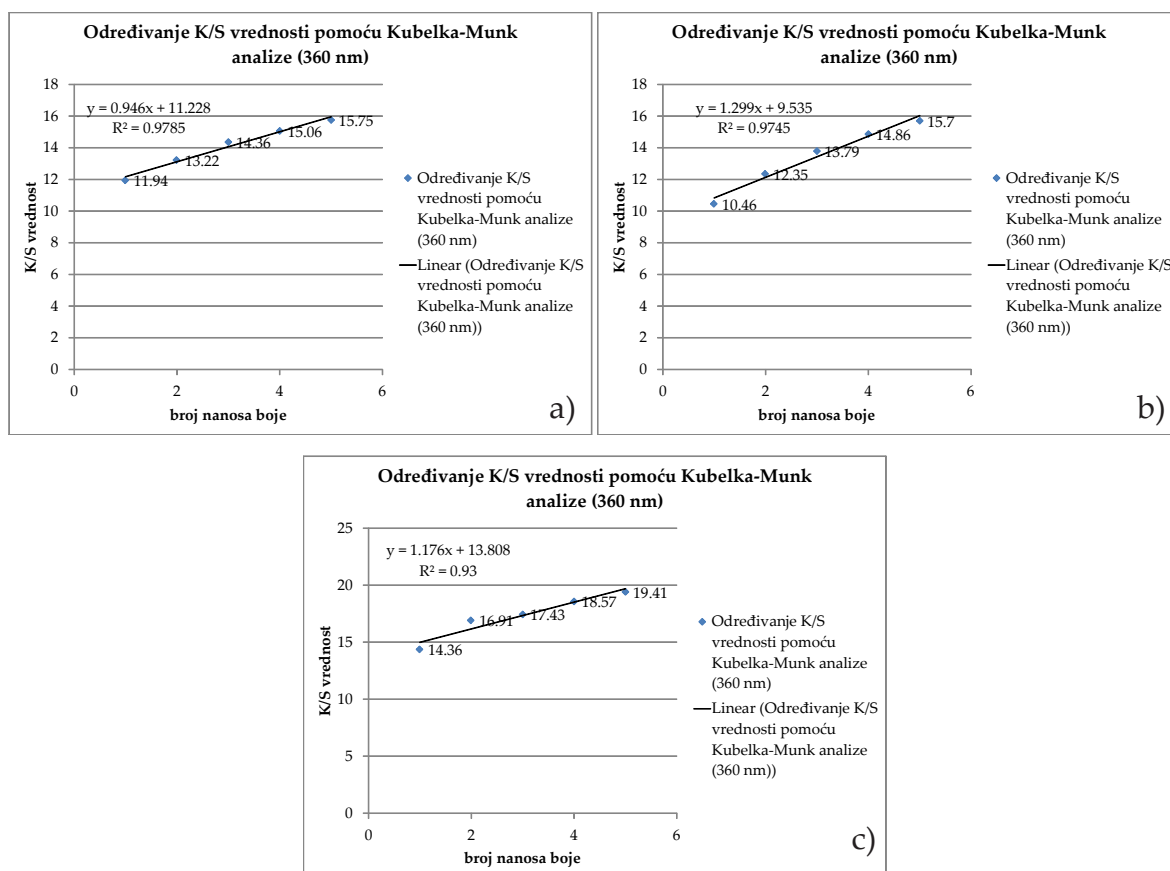 Određivanje K/S vrednosti pomoću Kubelka-Munk
analize (360 nm)
18
16
14
12
10
8
6
4
2
0
K/S vrednost
y = 0.946x + 11.228
R² = 0.9785
11.94
13.22
14.36
15.06
15.75
0
2
4
6
broj nanosa boje
Određivanje K/S
vrednosti pomoću
Kubelka-Munk analize
(360 nm)
Linear (Određivanje K/S
vrednosti pomoću
Kubelka-Munk analize
(360 nm))
a)
Određivanje K/S vrednosti pomoću Kubelka-Munk
analize (360 nm)
18
16
14
12
10
8
6
4
2
0
K/S vrednost
y = 1.299x + 9.535
R² = 0.9745
10.46
12.35
13.79
14.86
15.7
0
2
4
6
broj nanosa boje
Određivanje K/S
vrednosti pomoću
Kubelka-Munk analize
(360 nm)
Linear (Određivanje K/S
vrednosti pomoću
Kubelka-Munk analize
(360 nm))
b)
Određivanje K/S vrednosti pomoću Kubelka-Munk
analize (360 nm)
25
20
15
10
5
0
K/S vrednost
y = 1.176x + 13.808
R² = 0.93
14.36
16.91
17.43
18.57
19.41
0
2
4
6
broj nanosa boje
Određivanje K/S
vrednosti pomoću
Kubelka-Munk analize
(360 nm)
Linear (Određivanje K/S
vrednosti pomoću
Kubelka-Munk analize
(360 nm))
c)